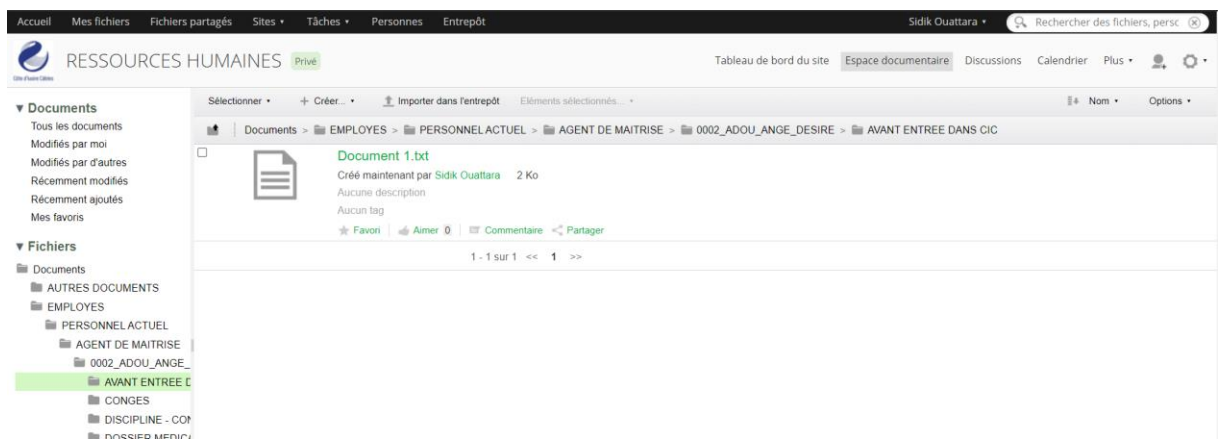 Accueil Mes fichiers Fichiers partagés Sites Tâches Personnes Entrepôt Sidik Ouattara Rechercher des fichiers, persc
RESSOURCES HUMAINES Privé Tableau de bord du site Espace documentaire Discussions Calendrier Plus
Côte d'Ivoire Câbles
Documents
Tous les documents
Modifiés par moi
Modifiés par d'autres
Récemment modifiés
Récemment ajoutés
Mes favoris
Fichiers
Documents
AUTRES DOCUMENTS
EMPLOYES
PERSONNEL ACTUEL
AGENT DE MAITRISE
0002_ADOU_ANGE_
AVANT ENTREE D
CONGES
DISCIPLINE - CON
DOSSIER MEDICA
Sélectionner + Créer... Importer dans l'entrepôt Eléments sélectionnés... Nom Options
Documents > EMPLOYES > PERSONNEL ACTUEL > AGENT DE MAITRISE > 0002_ADOU_ANGE_DESIRE > AVANT ENTREE DANS CIC
Document 1.txt
Créé maintenant par Sidik Ouattara 2 Ko
Aucune description
Aucun tag
Favori Aimer 0 Commentaire Partager
1 - 1 sur 1 << 1 >>